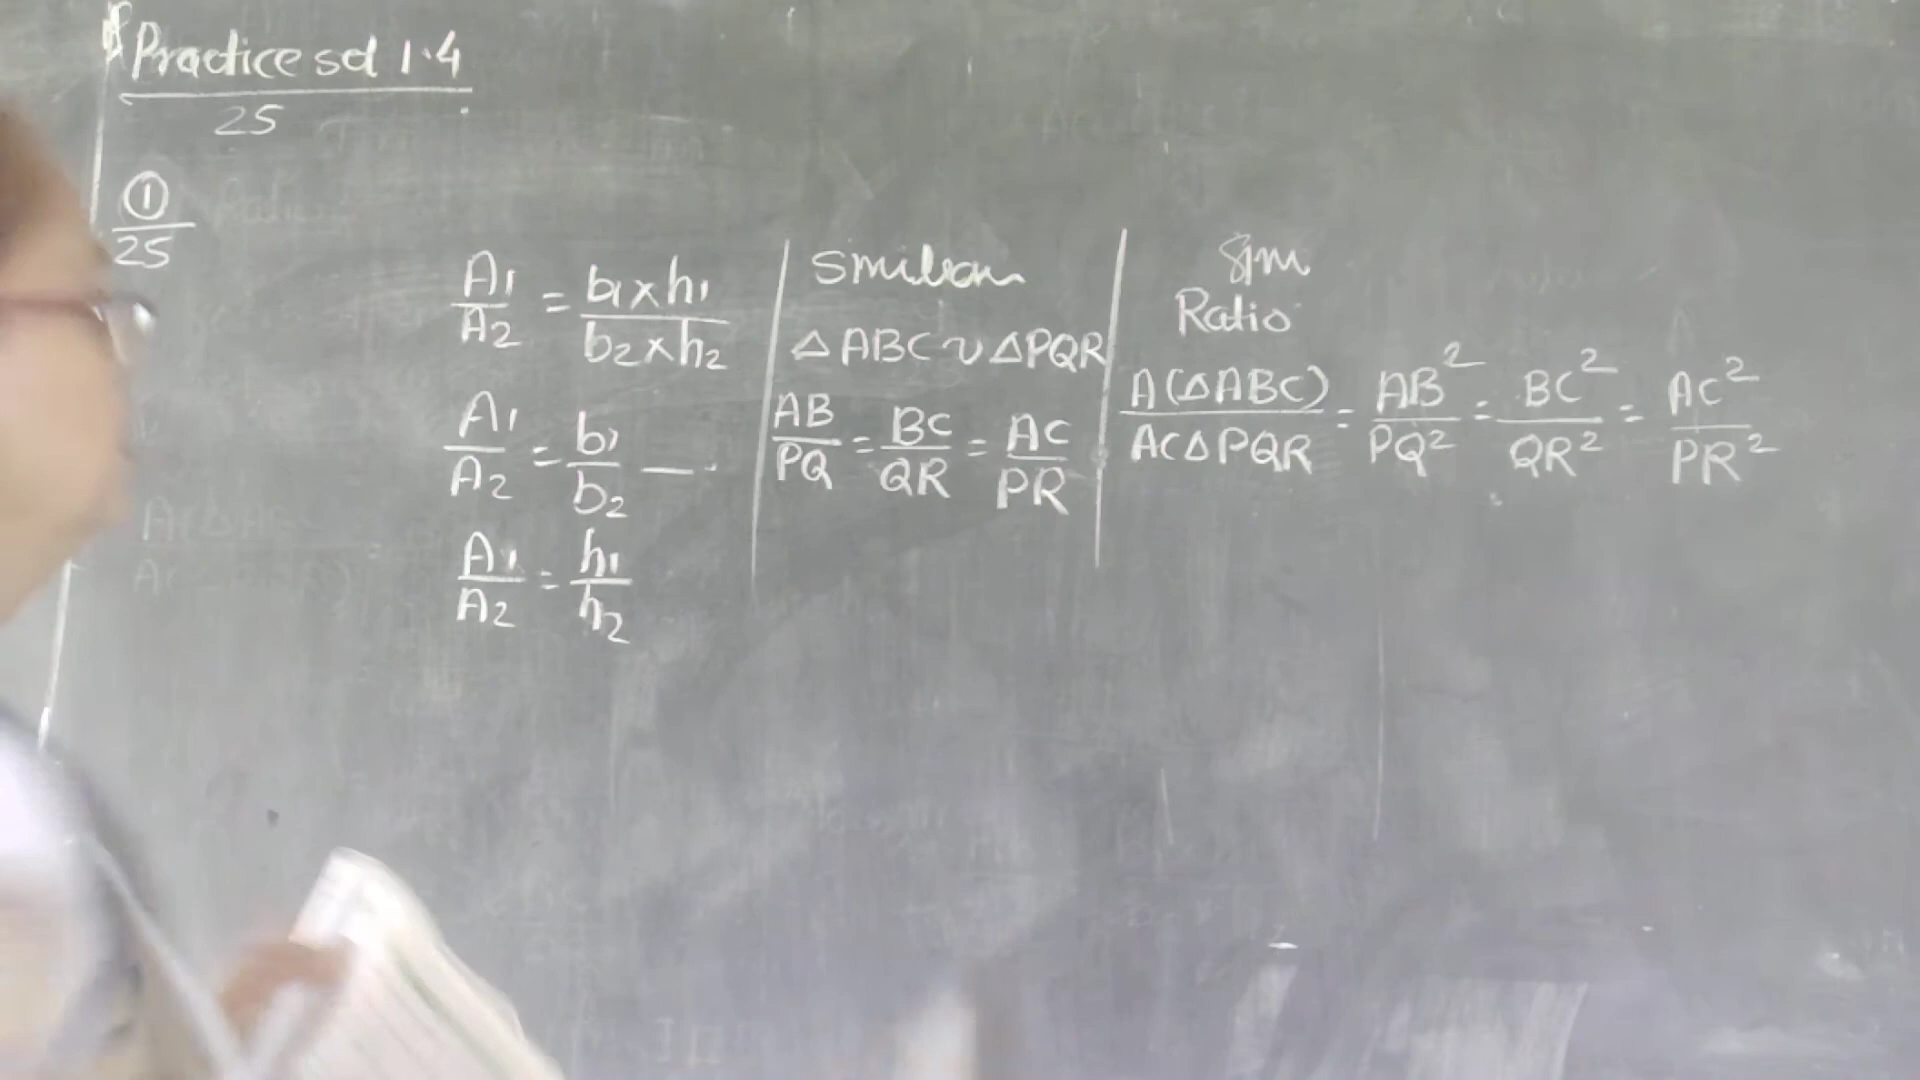 Practice set 1.4
25
①
25
A1/A2 = b1×h1/b2×h2
A1/A2 = b1/b2 —
A1/A2 = h1/h2
Similar
△ABC ~ △PQR
AB/PQ = BC/QR = AC/PR
Sim
Ratio
A(△ABC)/A(△PQR = AB²/PQ² = BC²/QR² = AC²/PR²